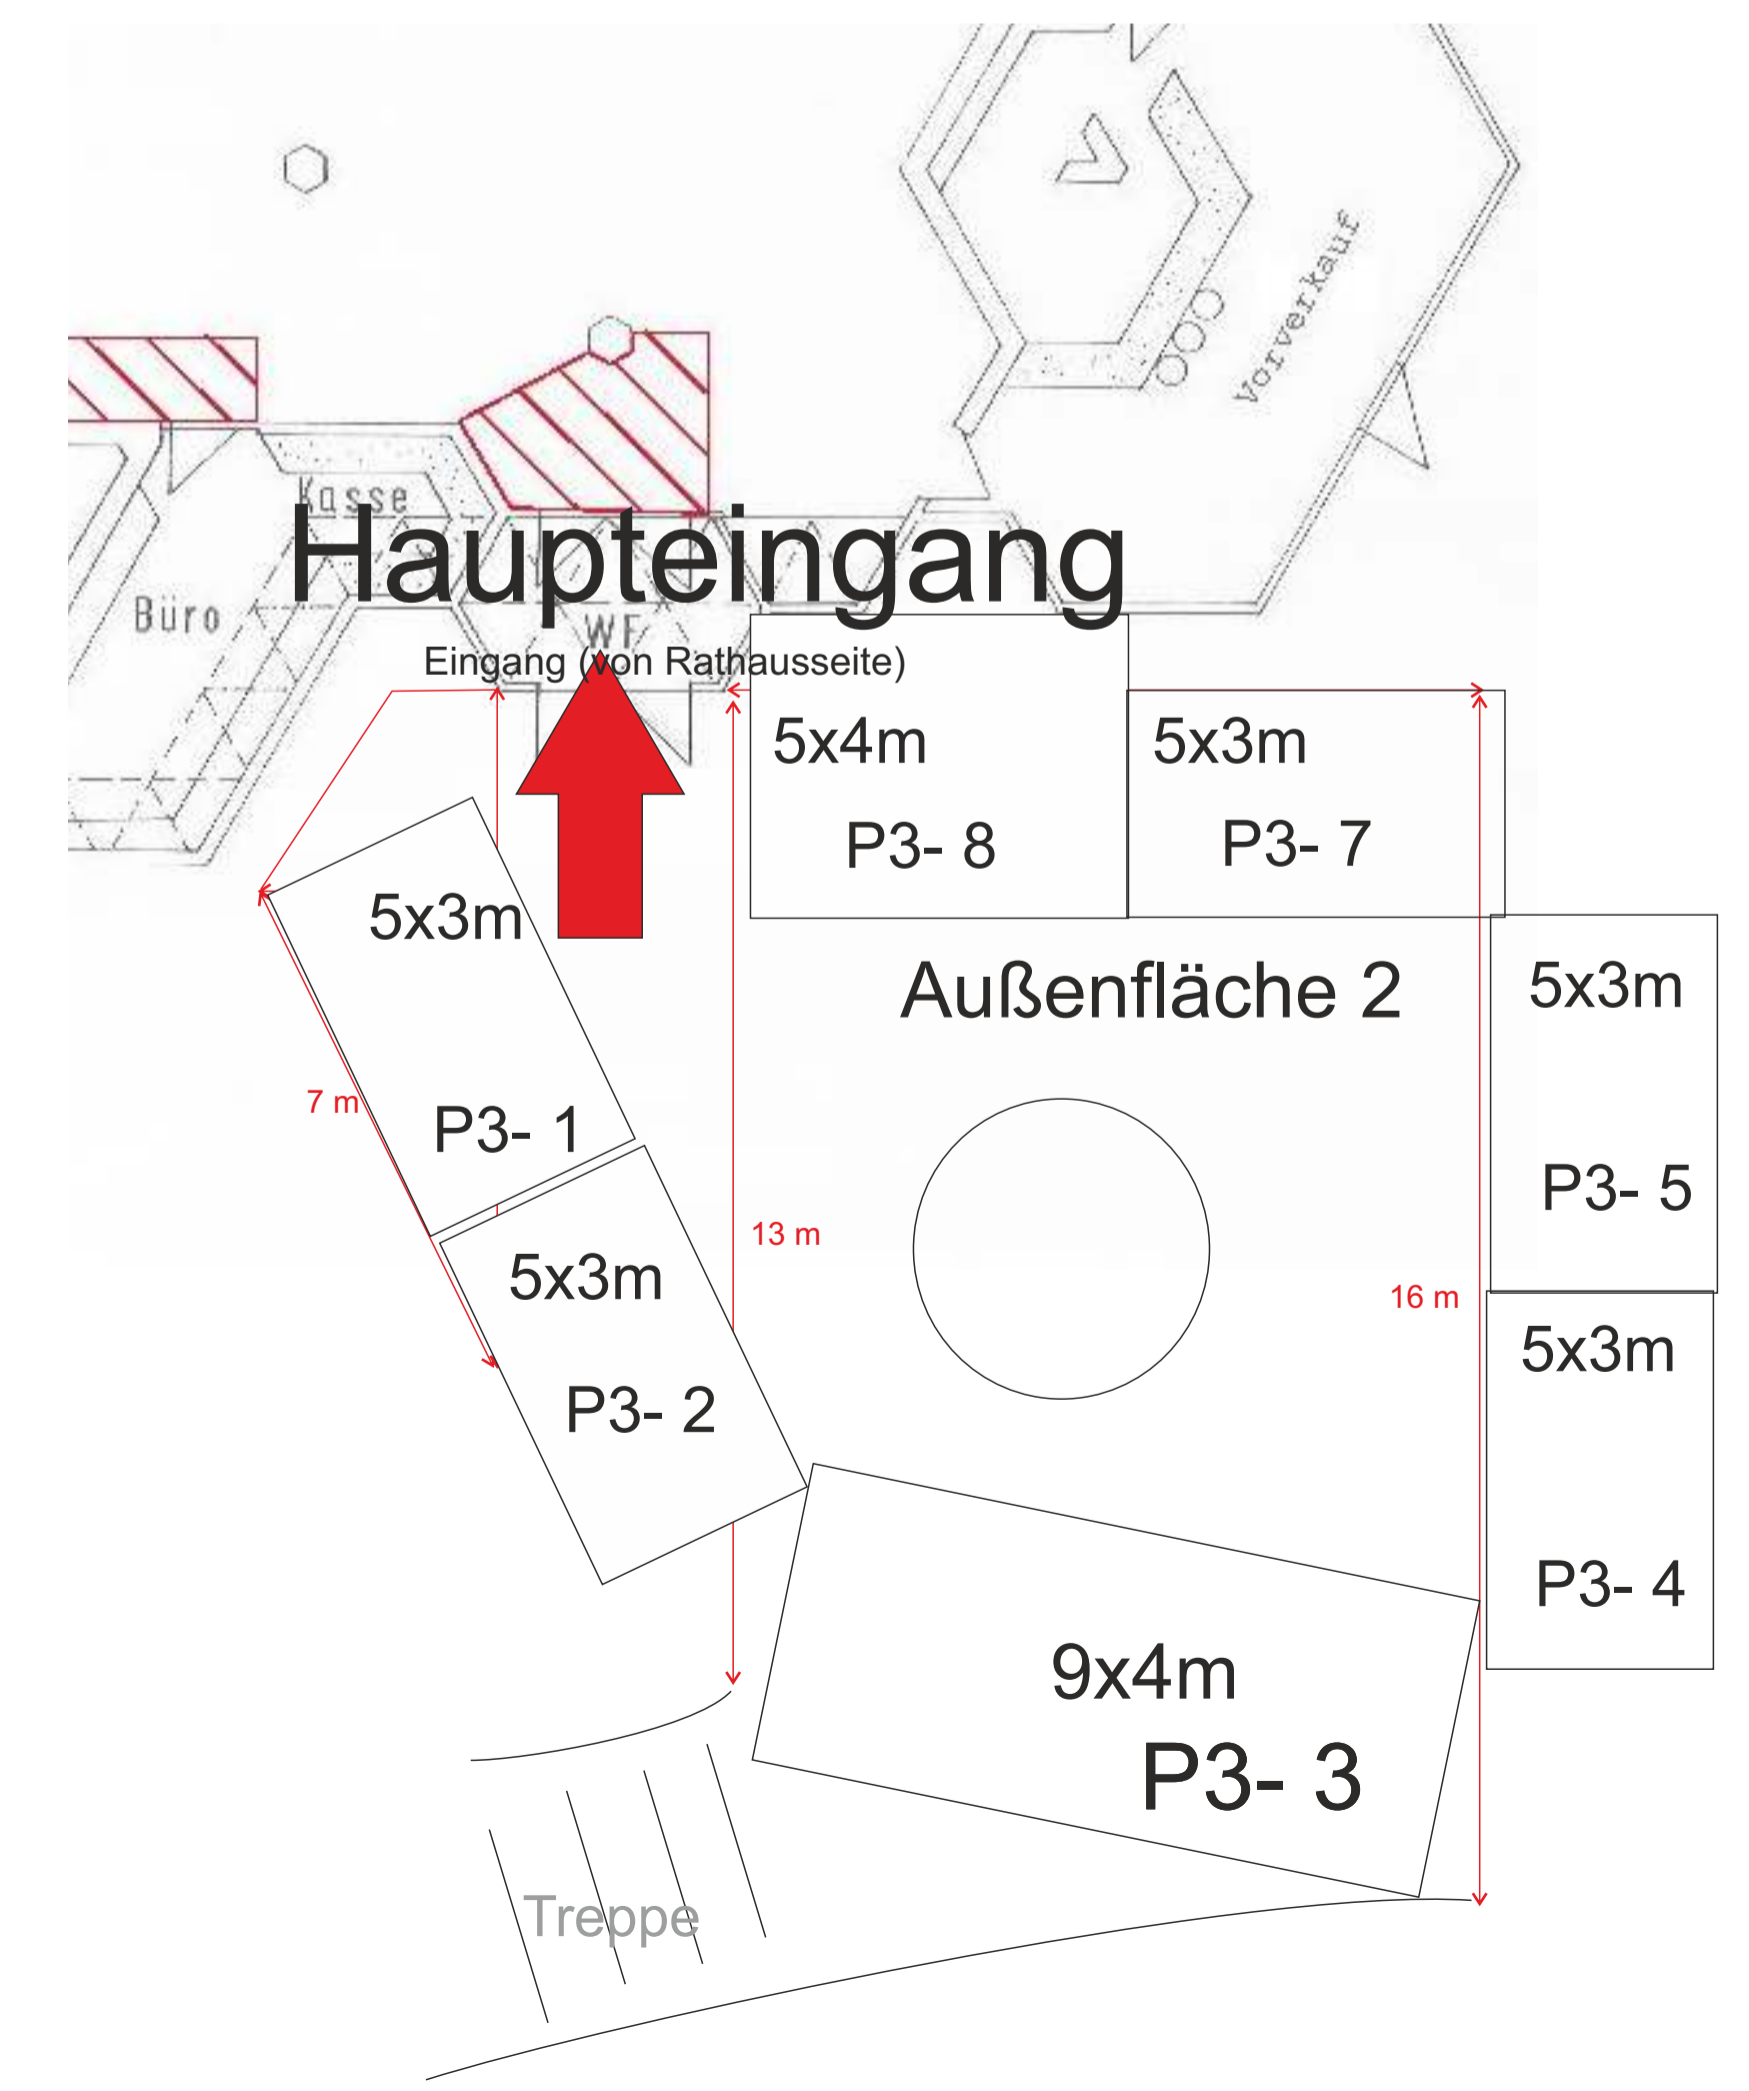 Vorverkauf
Kasse
Haupteingang
Büro
WF
Eingang (von Rathausseite)
5x4m
P3- 8
5x3m
P3- 7
5x3m
P3- 1
7 m
Außenfläche 2
5x3m
P3- 5
13 m
16 m
5x3m
P3- 2
5x3m
P3- 4
9x4m
P3- 3
Treppe